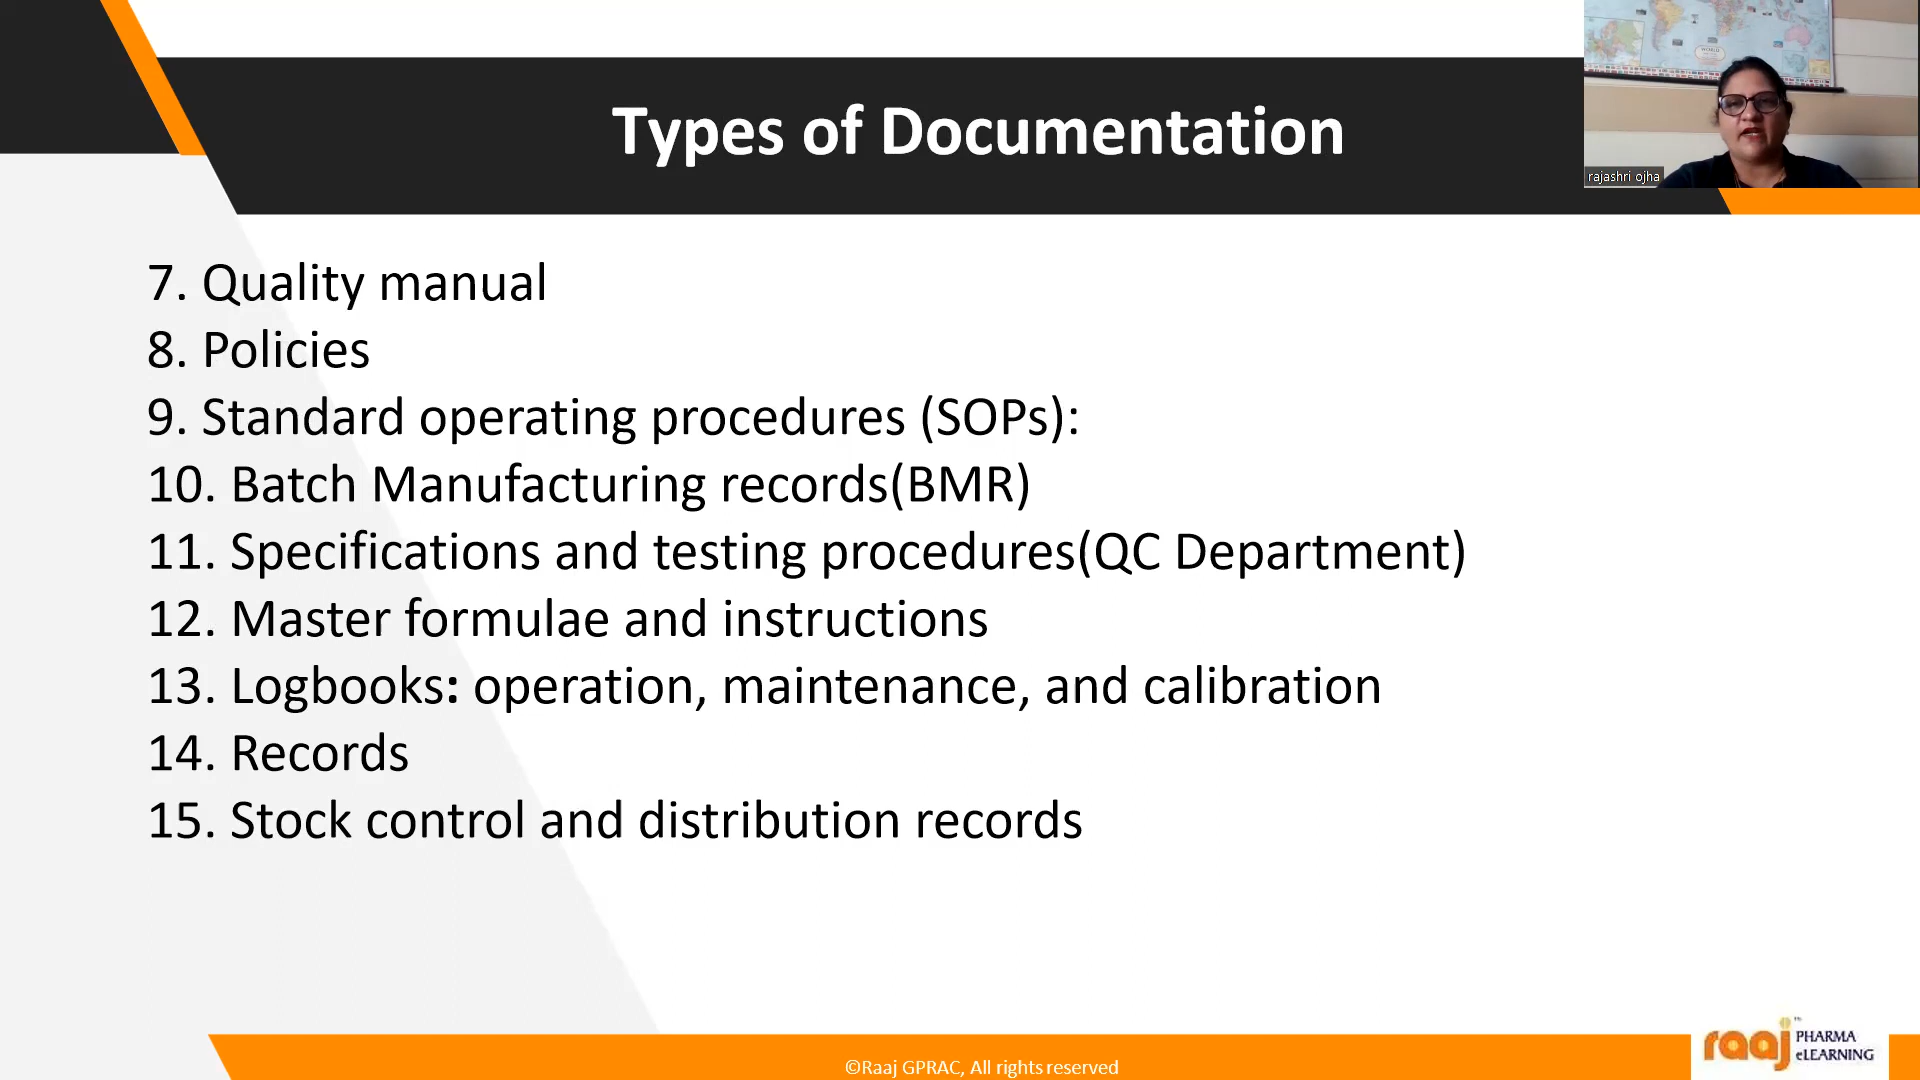 Types of Documentation
rajashri ojha
7. Quality manual
8. Policies
9. Standard operating procedures (SOPs):
10. Batch Manufacturing records(BMR)
11. Specifications and testing procedures(QC Department)
12. Master formulae and instructions
13. Logbooks: operation, maintenance, and calibration
14. Records
15. Stock control and distribution records
©Raaj GPRAC, All rights reserved
raaj
PHARMA
eLEARNING